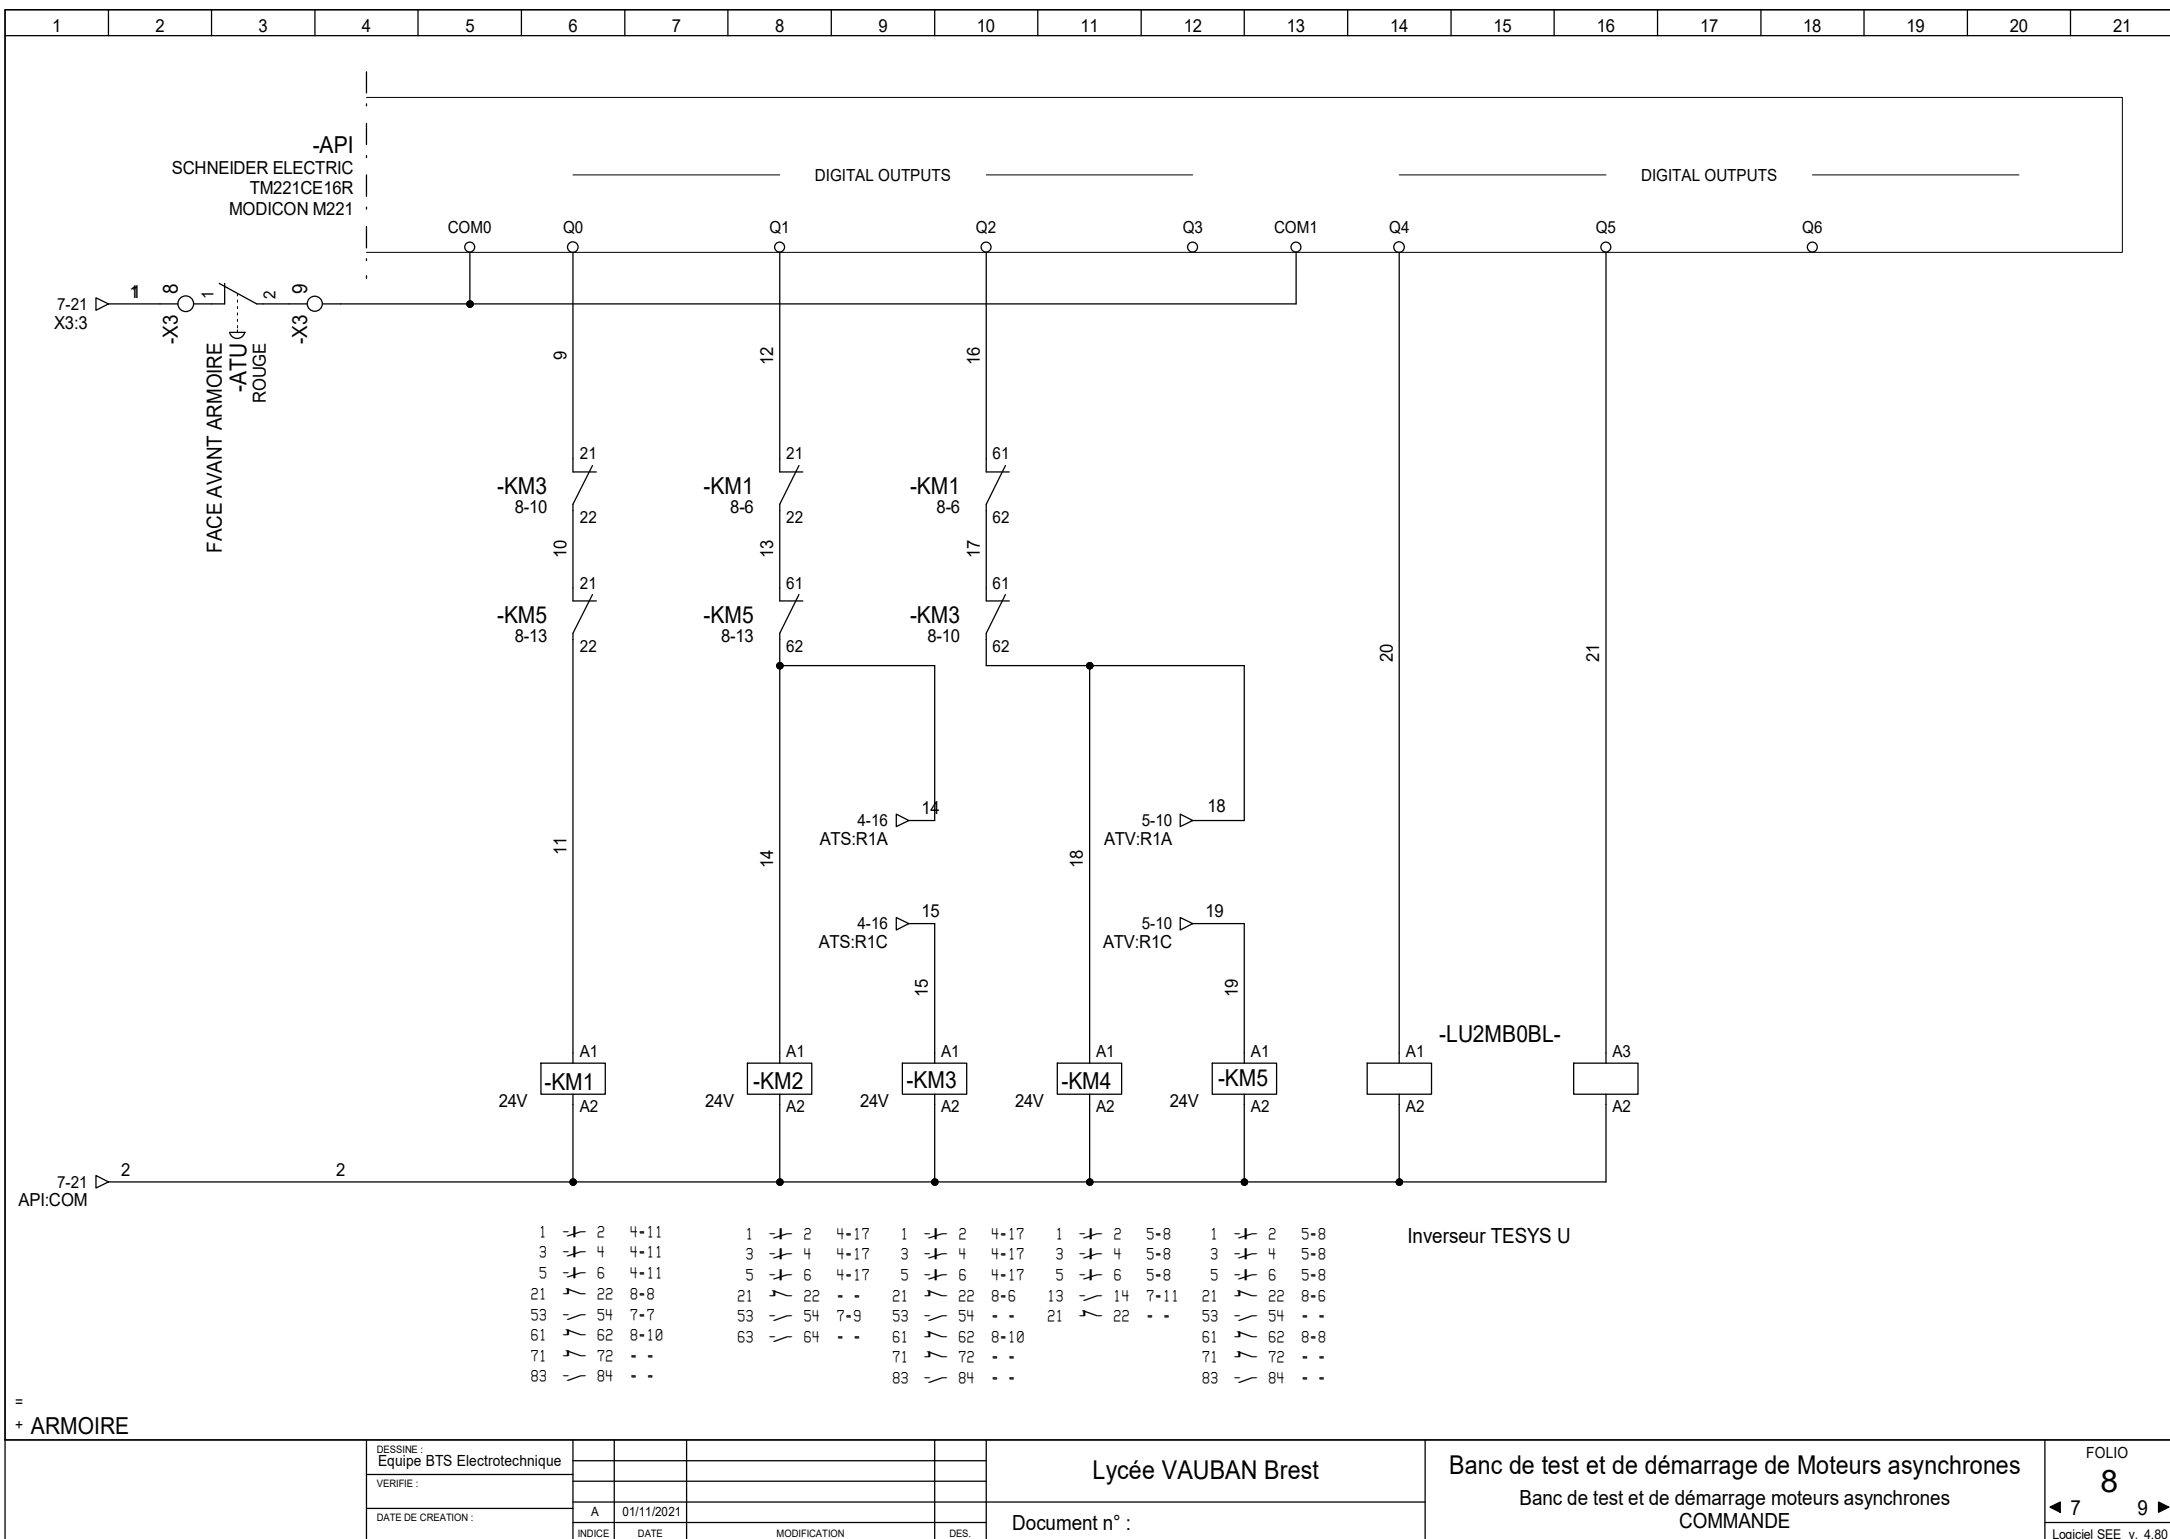 1 2 3 4 5 6 7 8 9 10 11 12 13 14 15 16 17 18 19 20 21
-API
SCHNEIDER ELECTRIC
TM221CE16R
MODICON M221
DIGITAL OUTPUTS DIGITAL OUTPUTS
COM0 Q0 Q1 Q2 Q3 COM1 Q4 Q5 Q6
7-21 1 8 1 2 9
X3:3 -X3 -X3
FACE AVANT ARMOIRE
-ATU
ROUGE
9 12 16
21 21 61
-KM3 -KM1 -KM1
8-10 8-6 8-6
22 22 62
10 13 17
21 61 61
-KM5 -KM5 -KM3
8-13 8-13 8-10
22 62 62
20 21
4-16 14 5-10 18
ATS:R1A ATV:R1A
11 14 18
4-16 15 5-10 19
ATS:R1C ATV:R1C
15 19
-LU2MB0BL-
A1 A1 A1 A1 A1 A1 A3
-KM1 -KM2 -KM3 -KM4 -KM5
24V 24V 24V 24V 24V
A2 A2 A2 A2 A2 A2 A2
7-21 2 2
API:COM
1 2 4-11 1 2 4-17 1 2 4-17 1 2 5-8 1 2 5-8
3 4 4-11 3 4 4-17 3 4 4-17 3 4 5-8 3 4 5-8
5 6 4-11 5 6 4-17 5 6 4-17 5 6 5-8 5 6 5-8
21 22 8-8 21 22 - - 21 22 8-6 13 14 7-11 21 22 8-6
53 54 7-7 53 54 7-9 53 54 - - 21 22 - - 53 54 - -
61 62 8-10 63 64 - - 61 62 8-10 61 62 8-8
71 72 - - 71 72 - - 71 72 - -
83 84 - - 83 84 - - 83 84 - -
Inverseur TESYS U
=
+ ARMOIRE
DESSINE :
Equipe BTS Electrotechnique
VERIFIE :
DATE DE CREATION :
A 01/11/2021
INDICE DATE MODIFICATION DES.
Lycée VAUBAN Brest
Document n° :
Banc de test et de démarrage de Moteurs asynchrones
Banc de test et de démarrage moteurs asynchrones
COMMANDE
FOLIO
8
◄ 7 9 ►
Logiciel SEE v. 4.80